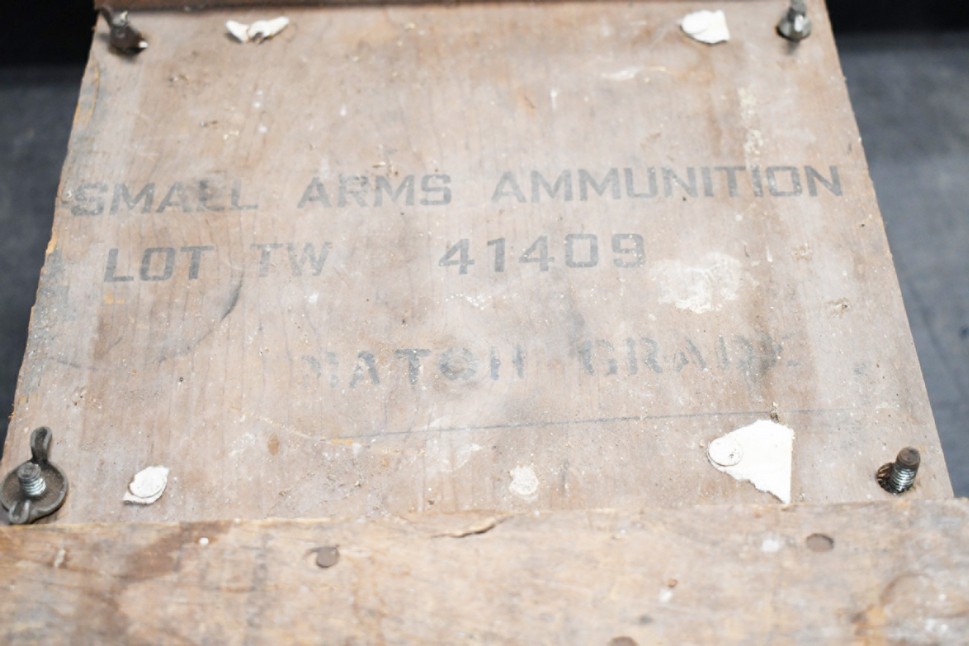 SMALL ARMS AMMUNITION
LOT TW 41409
MATCH GRADE